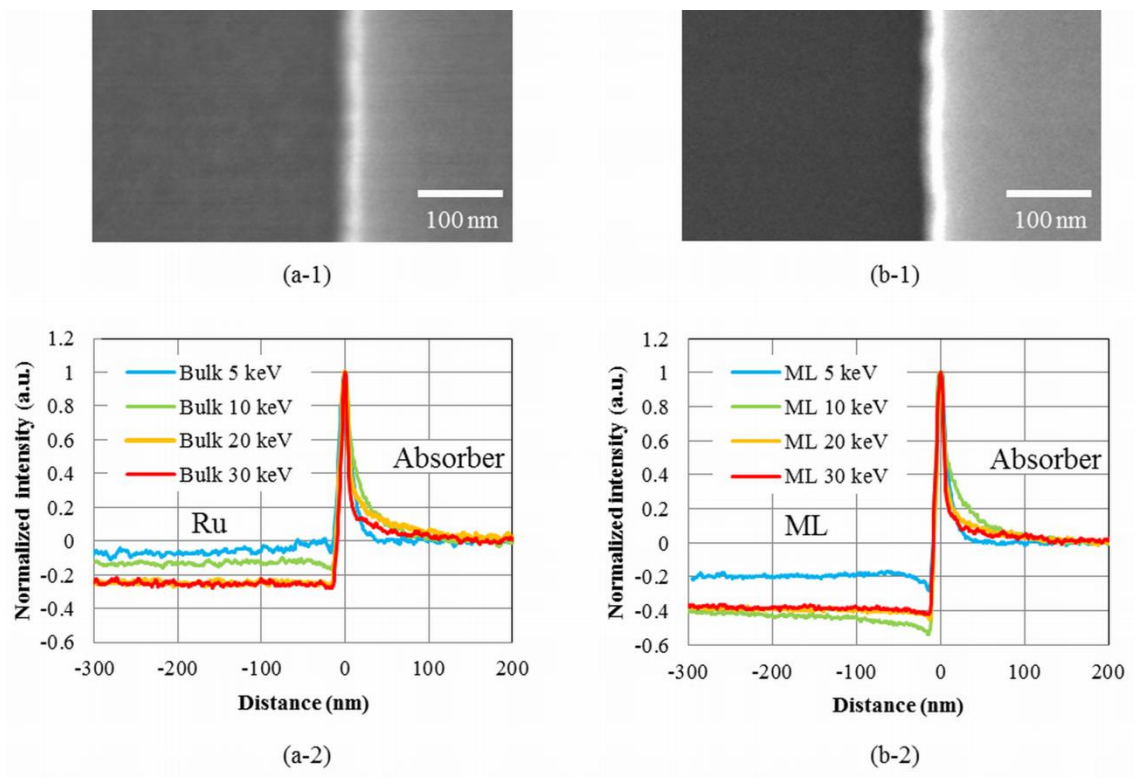 100 nm
100 nm
(a-1)
(b-1)
Normalized intensity (a.u.)
1.2
1
0.8
0.6
0.4
0.2
0
-0.2
-0.4
-0.6
Bulk 5 keV
Bulk 10 keV
Bulk 20 keV
Bulk 30 keV
Absorber
Ru
-300
-200
-100
0
100
200
Distance (nm)
(a-2)
Normalized intensity (a.u.)
1.2
1
0.8
0.6
0.4
0.2
0
-0.2
-0.4
-0.6
ML 5 keV
ML 10 keV
ML 20 keV
ML 30 keV
Absorber
ML
-300
-200
-100
0
100
200
Distance (nm)
(b-2)